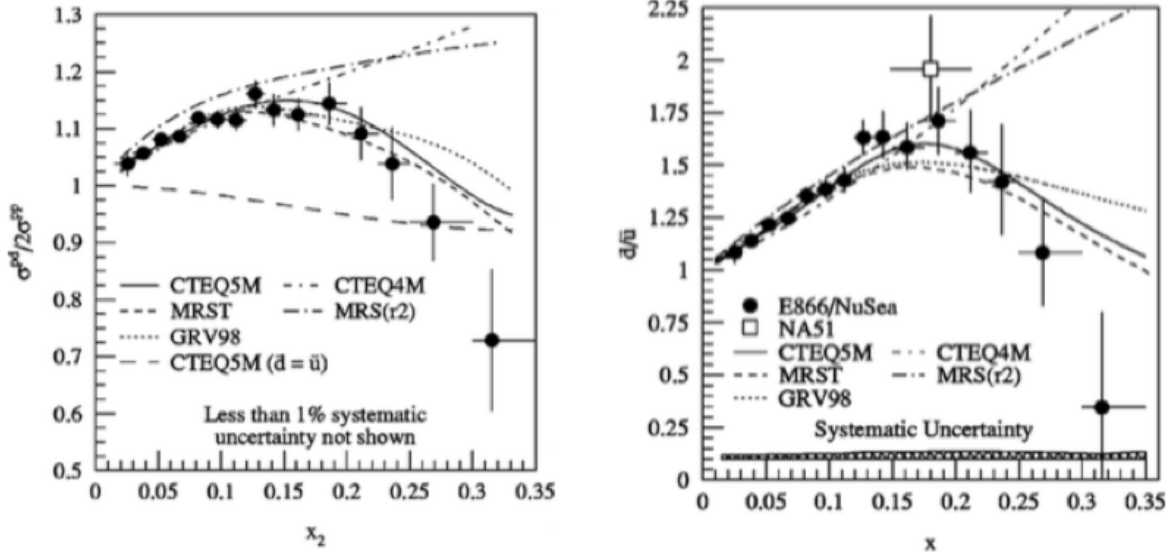 1.3
1.2
1.1
1.0
0.9
0.8
0.7
0.6
0.5
σᵖᵈ/2σᵖᵖ
CTEQ5M CTEQ4M
MRST MRS(r2)
GRV98
CTEQ5M (d̄ = ū)
Less than 1% systematic
uncertainty not shown
0 0.05 0.1 0.15 0.2 0.25 0.3 0.35
x₂
2.25
2
1.75
1.5
1.25
1
0.75
0.5
0.25
0
d̄/ū
E866/NuSea
NA51
CTEQ5M CTEQ4M
MRST MRS(r2)
GRV98
Systematic Uncertainty
0 0.05 0.1 0.15 0.2 0.25 0.3 0.35
x